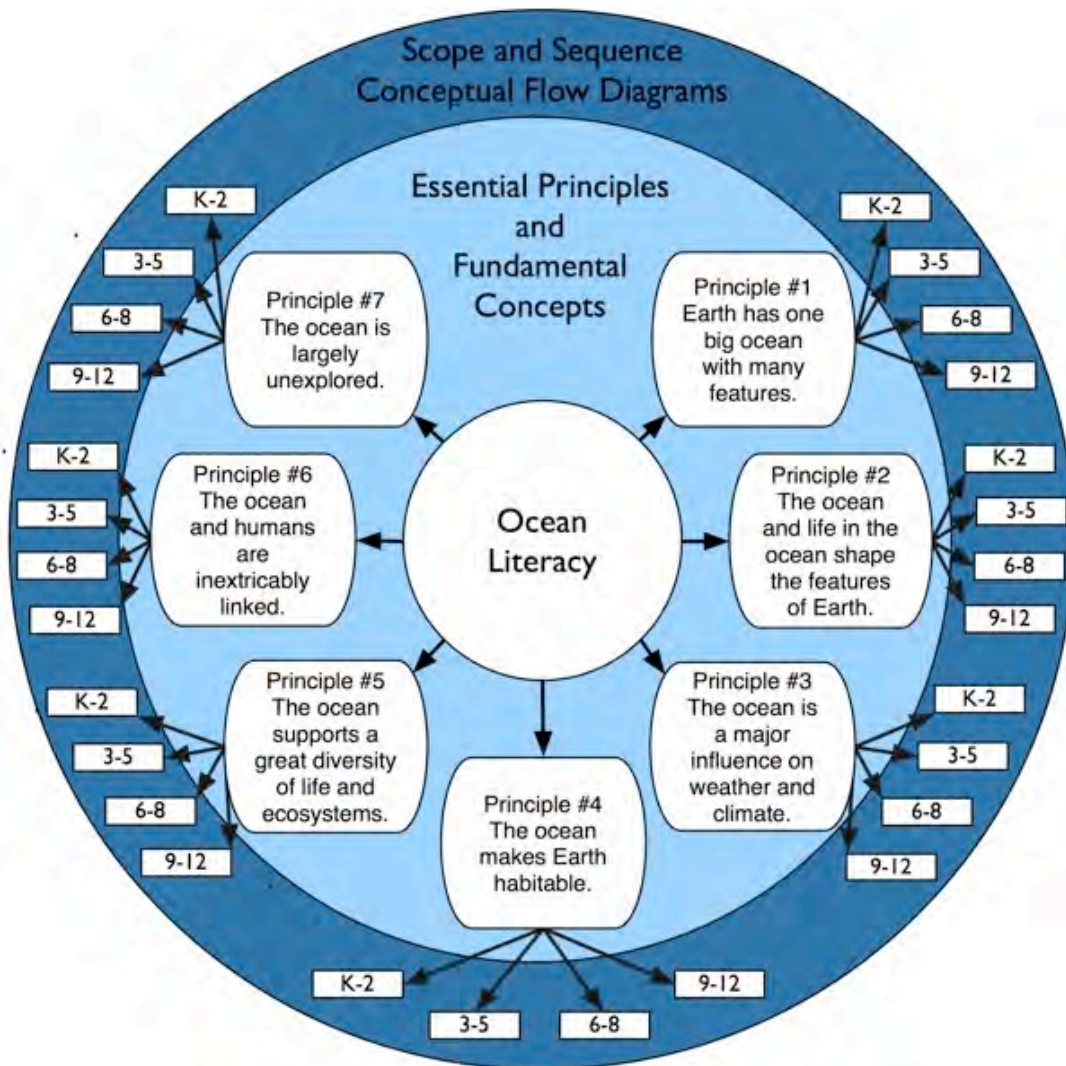 Scope and Sequence
Conceptual Flow Diagrams
Essential Principles
and
Fundamental
Concepts
Ocean
Literacy
Principle #1
Earth has one
big ocean
with many
features.
K-2
3-5
6-8
9-12
Principle #2
The ocean
and life in the
ocean shape
the features
of Earth.
K-2
3-5
6-8
9-12
Principle #3
The ocean is
a major
influence on
weather and
climate.
K-2
3-5
6-8
9-12
Principle #4
The ocean
makes Earth
habitable.
K-2
3-5
6-8
9-12
Principle #5
The ocean
supports a
great diversity
of life and
ecosystems.
K-2
3-5
6-8
9-12
Principle #6
The ocean
and humans
are
inextricably
linked.
K-2
3-5
6-8
9-12
Principle #7
The ocean is
largely
unexplored.
K-2
3-5
6-8
9-12